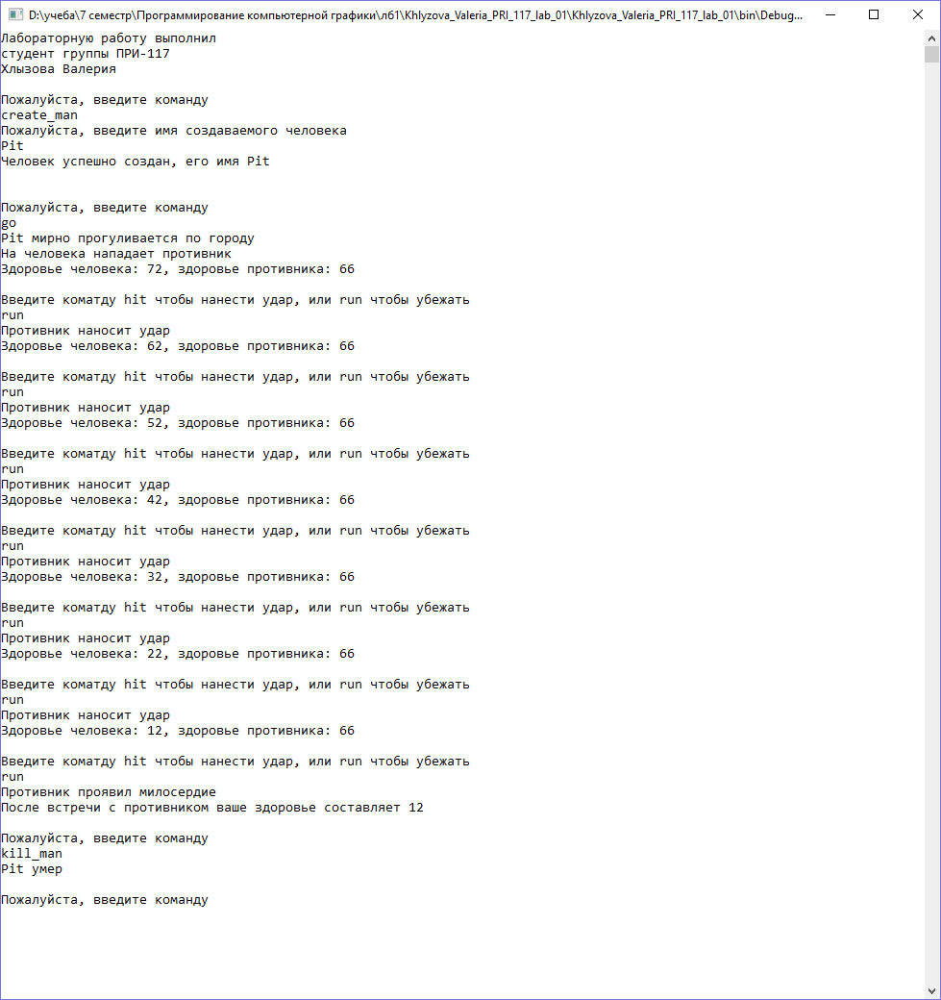 D:\учеба\7 семестр\Программирование компьютерной графики\лб1\Khlyzova_Valeria_PRI_117_lab_01\Khlyzova_Valeria_PRI_117_lab_01\bin\Debug...
Лабораторную работу выполнил
студент группы ПРИ-117
Хлызова Валерия
Пожалуйста, введите команду
create_man
Пожалуйста, введите имя создаваемого человека
Pit
Человек успешно создан, его имя Pit
Пожалуйста, введите команду
go
Pit мирно прогуливается по городу
На человека нападает противник
Здоровье человека: 72, здоровье противника: 66
Введите коматду hit чтобы нанести удар, или run чтобы убежать
run
Противник наносит удар
Здоровье человека: 62, здоровье противника: 66
Введите коматду hit чтобы нанести удар, или run чтобы убежать
run
Противник наносит удар
Здоровье человека: 52, здоровье противника: 66
Введите коматду hit чтобы нанести удар, или run чтобы убежать
run
Противник наносит удар
Здоровье человека: 42, здоровье противника: 66
Введите коматду hit чтобы нанести удар, или run чтобы убежать
run
Противник наносит удар
Здоровье человека: 32, здоровье противника: 66
Введите коматду hit чтобы нанести удар, или run чтобы убежать
run
Противник наносит удар
Здоровье человека: 22, здоровье противника: 66
Введите коматду hit чтобы нанести удар, или run чтобы убежать
run
Противник наносит удар
Здоровье человека: 12, здоровье противника: 66
Введите коматду hit чтобы нанести удар, или run чтобы убежать
run
Противник проявил милосердие
После встречи с противником ваше здоровье составляет 12
Пожалуйста, введите команду
kill_man
Pit умер
Пожалуйста, введите команду